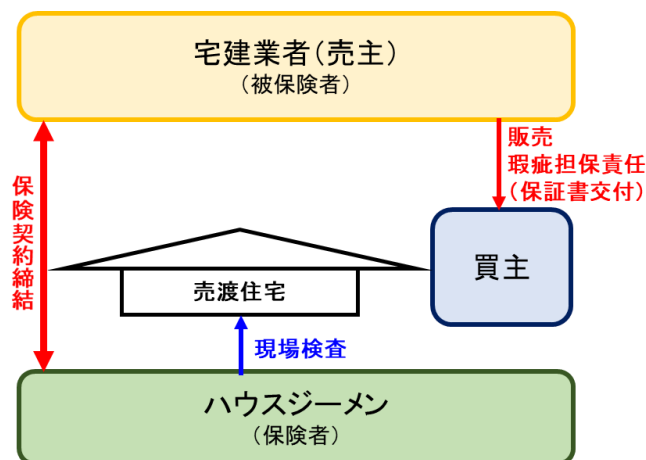 宅建業者（売主）
（被保険者）
販売
瑕疵担保責任
（保証書交付）
保険契約締結
買主
売渡住宅
現場検査
ハウスジーメン
（保険者）